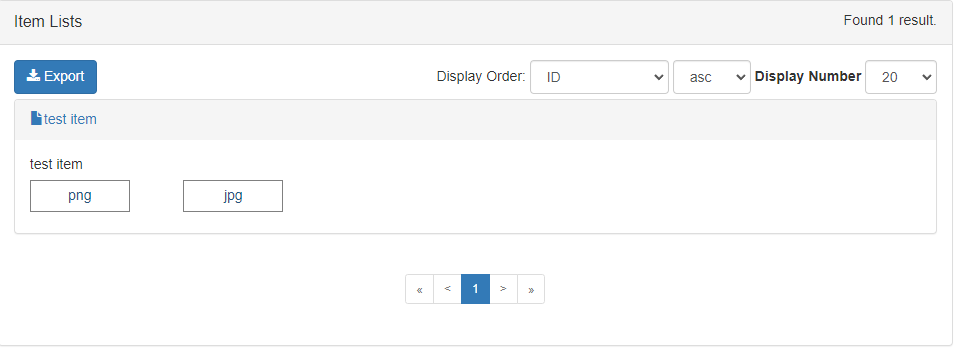 Item Lists Found 1 result.
Export Display Order: ID asc Display Number 20
test item
test item
png jpg
« < 1 > »